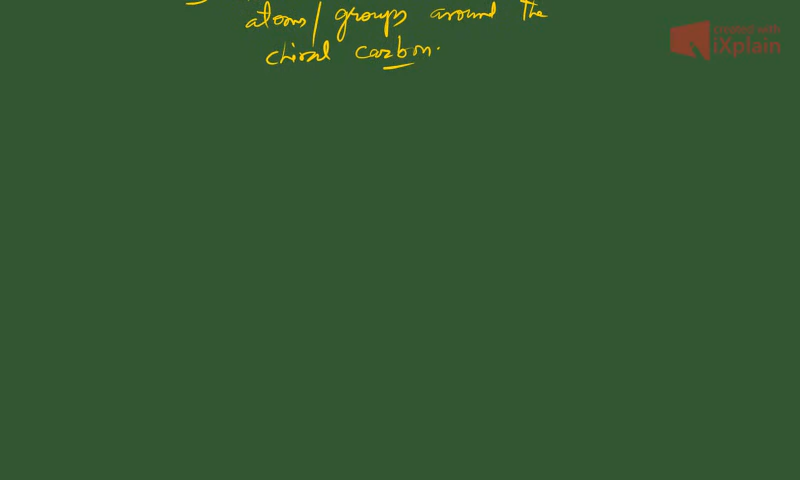 atoms/groups around the
chiral carbon.
created with
iXplain